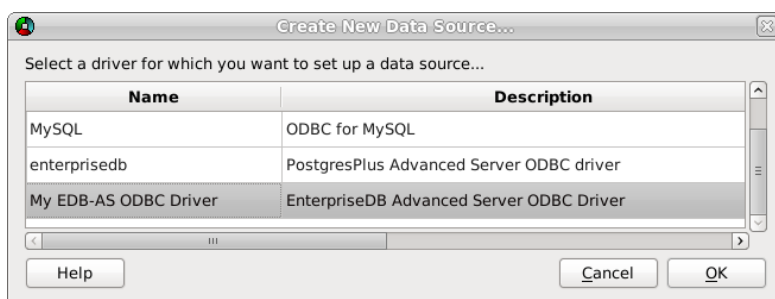 Create New Data Source...
Select a driver for which you want to set up a data source...
Name Description
MySQL ODBC for MySQL
enterprisedb PostgresPlus Advanced Server ODBC driver
My EDB-AS ODBC Driver EnterpriseDB Advanced Server ODBC Driver
Help Cancel OK